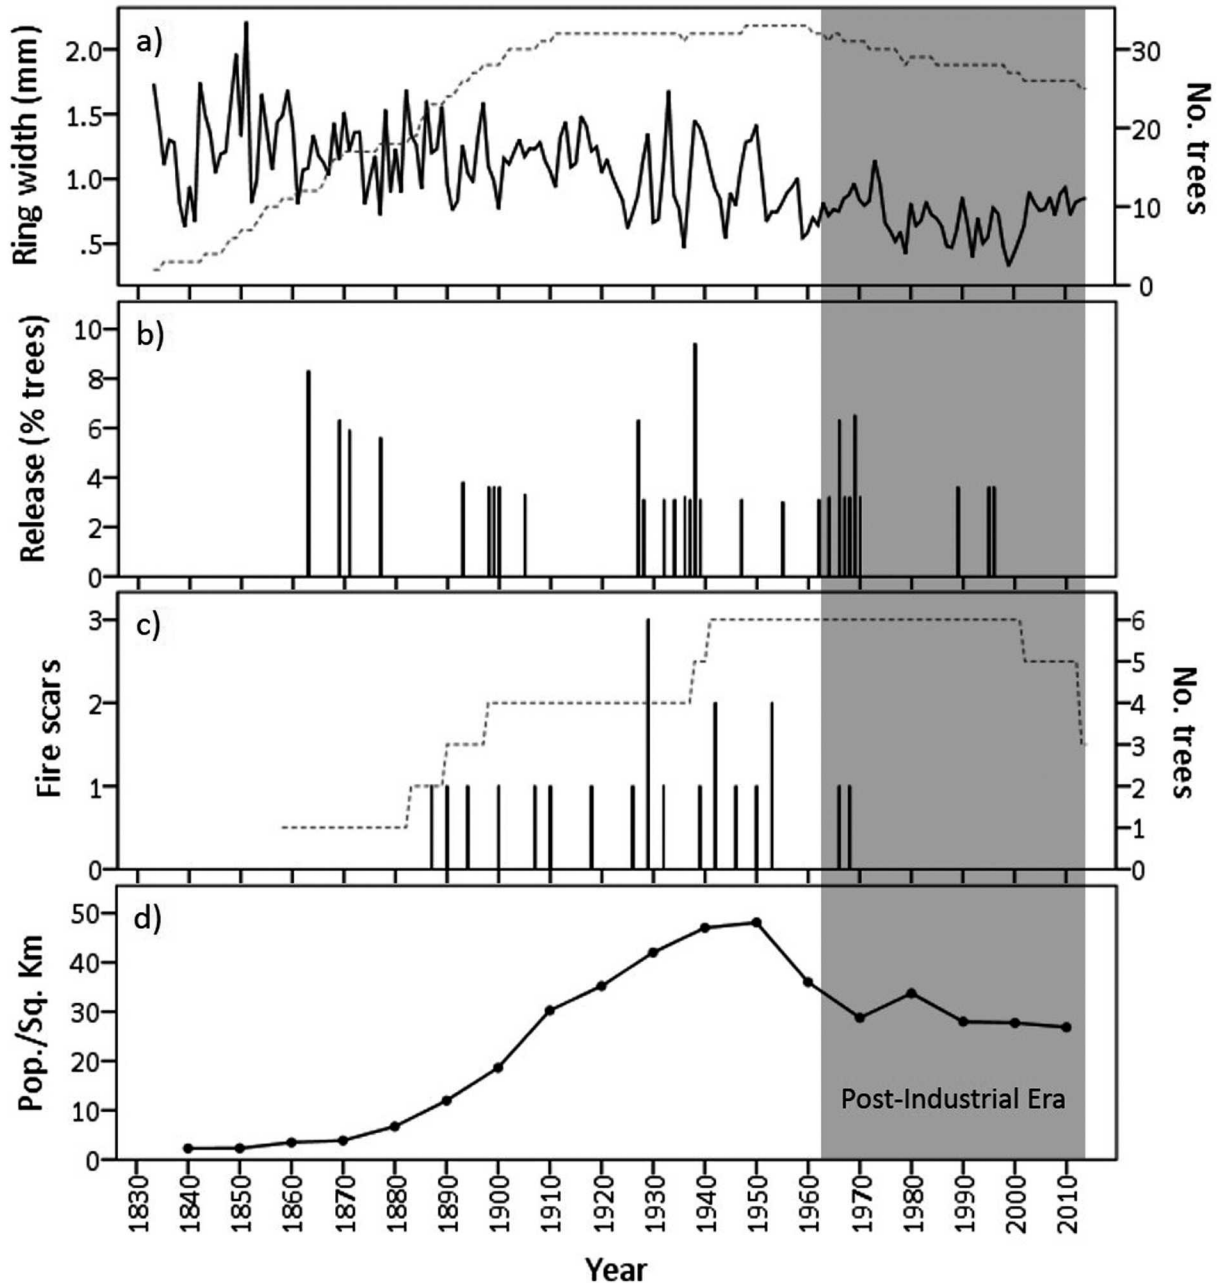 a)
Ring width (mm)
2.0
1.5
1.0
.5
30
20
10
0
No. trees
b)
Release (% trees)
10
8
6
4
2
0
c)
Fire scars
3
2
1
0
6
5
4
3
2
1
0
No. trees
d)
Pop./Sq. Km
50
40
30
20
10
0
Post-Industrial Era
1830 1840 1850 1860 1870 1880 1890 1900 1910 1920 1930 1940 1950 1960 1970 1980 1990 2000 2010
Year